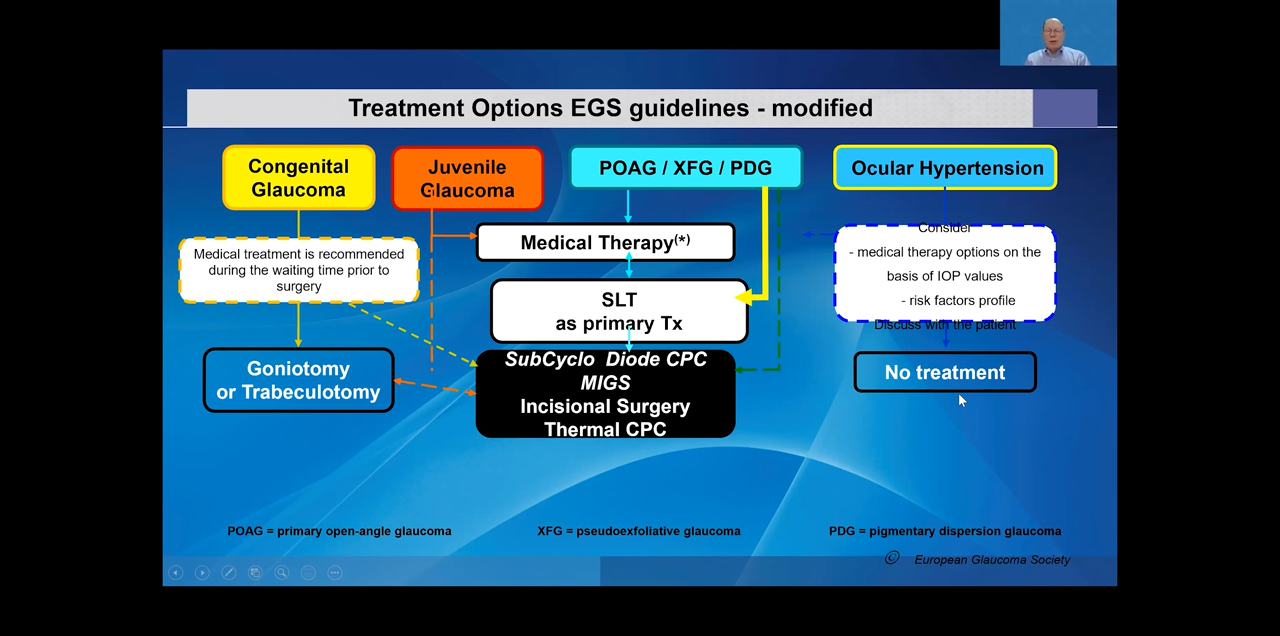 Treatment Options EGS guidelines - modified
Congenital
Glaucoma
Juvenile
Glaucoma
POAG / XFG / PDG
Ocular Hypertension
Medical treatment is recommended
during the waiting time prior to
surgery
Medical Therapy(*)
Consider
- medical therapy options on the
basis of IOP values
- risk factors profile
Discuss with the patient
SLT
as primary Tx
Goniotomy
or Trabeculotomy
SubCyclo Diode CPC
MIGS
Incisional Surgery
Thermal CPC
No treatment
POAG = primary open-angle glaucoma
XFG = pseudoexfoliative glaucoma
PDG = pigmentary dispersion glaucoma
© European Glaucoma Society